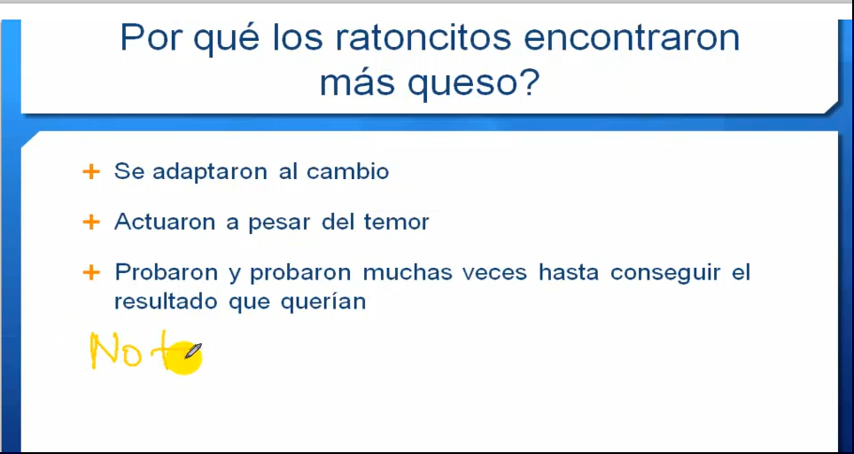 Por qué los ratoncitos encontraron
más queso?
Se adaptaron al cambio
Actuaron a pesar del temor
Probaron y probaron muchas veces hasta conseguir el
resultado que querían
No t